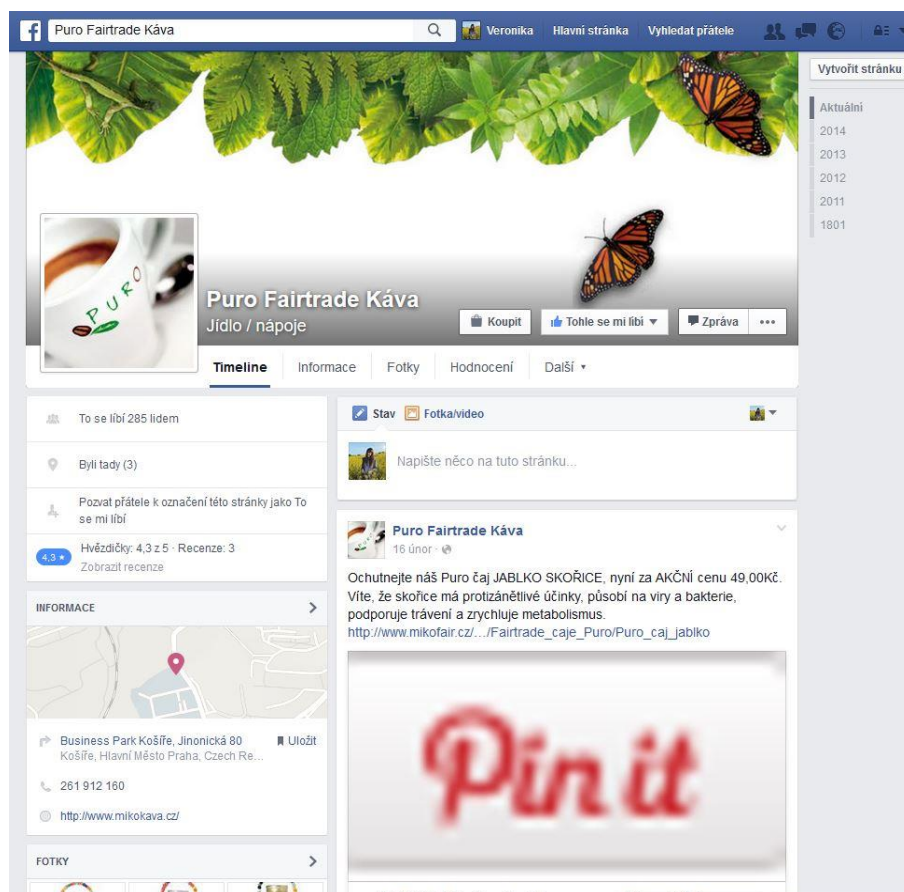 Puro Fairtrade Káva
Veronika
Hlavní stránka
Vyhledat přátele
Vytvořit stránku
Aktuální
2014
2013
2012
2011
1801
PURO
Puro Fairtrade Káva
Jídlo / nápoje
Koupit
Tohle se mi líbí
Zpráva
Timeline
Informace
Fotky
Hodnocení
Další
To se líbí 285 lidem
Byli tady (3)
Pozvat přátele k označení této stránky jako To
se mi líbí
4,3 ★
Hvězdičky: 4,3 z 5 · Recenze: 3
Zobrazit recenze
INFORMACE
Business Park Košíře, Jinonická 80
Uložit
Košíře, Hlavní Město Praha, Czech Re...
261 912 160
http://www.mikokava.cz/
FOTKY
Stav
Fotka/video
Napište něco na tuto stránku...
Puro Fairtrade Káva
16 únor ·
Ochutnejte náš Puro čaj JABLKO SKOŘICE, nyní za AKČNÍ cenu 49,00Kč.
Víte, že skořice má protizánětlivé účinky, působí na viry a bakterie,
podporuje trávení a zrychluje metabolismus.
http://www.mikofair.cz/.../Fairtrade_caje_Puro/Puro_caj_jablko
Pin it